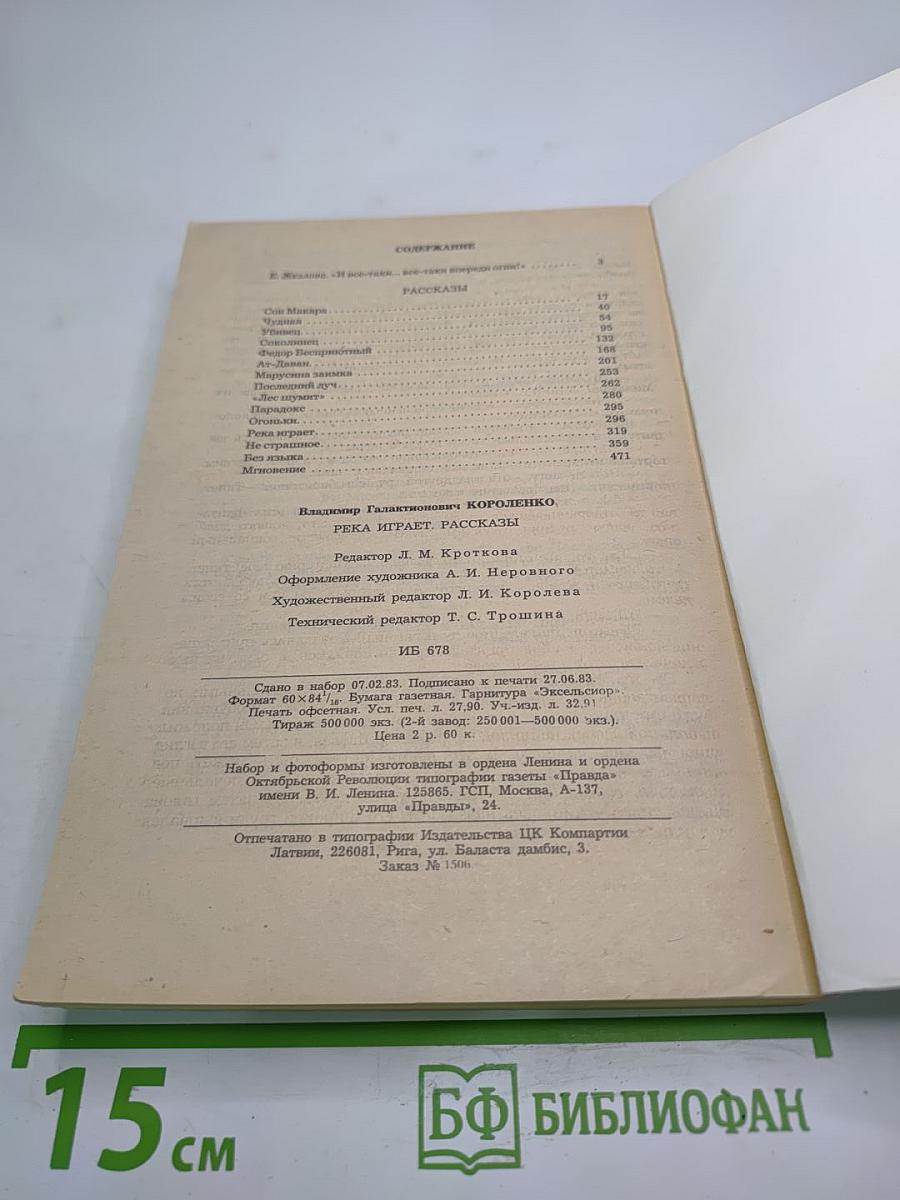 СОДЕРЖАНИЕ
Е. Жезлова. «И все-таки... все-таки впереди огни!» ........ 3
РАССКАЗЫ
Сон Макара ........ 17
Чудная ........ 40
Убивец ........ 54
Соколинец ........ 95
Федор Бесприютный ........ 132
Ат-Даван ........ 168
Марусина заимка ........ 201
Последний луч ........ 253
«Лес шумит» ........ 262
Парадокс ........ 280
Огоньки ........ 295
Река играет ........ 296
Не страшное ........ 319
Без языка ........ 359
Мгновение ........ 471
Владимир Галактионович КОРОЛЕНКО
РЕКА ИГРАЕТ. РАССКАЗЫ
Редактор Л. М. Кроткова
Оформление художника А. И. Неровного
Художественный редактор Л. И. Королева
Технический редактор Т. С. Трошина
ИБ 678
Сдано в набор 07.02.83. Подписано к печати 27.06.83.
Формат 60×84 1/16. Бумага газетная. Гарнитура «Эксельсиор».
Печать офсетная. Усл. печ. л. 27,90. Уч.-изд. л. 32,91
Тираж 500 000 экз. (2-й завод: 250 001—500 000 экз.).
Цена 2 р. 60 к.
Набор и фотоформы изготовлены в ордена Ленина и ордена
Октябрьской Революции типографии газеты «Правда»
имени В. И. Ленина. 125865. ГСП, Москва, А-137,
улица «Правды», 24.
Отпечатано в типографии Издательства ЦК Компартии
Латвии, 226081, Рига, ул. Баласта дамбис, 3.
Заказ № 1506
15 см
БФ БИБЛИОФАН